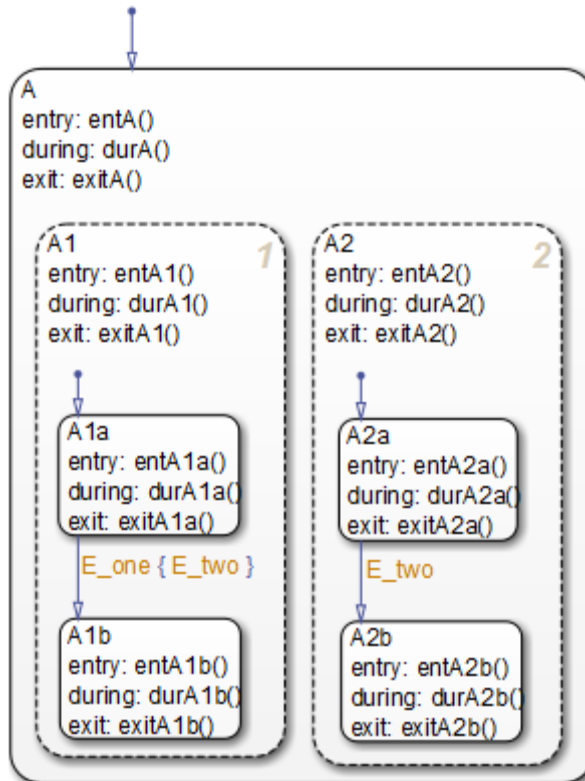 A
entry: entA()
during: durA()
exit: exitA()
A1
1
entry: entA1()
during: durA1()
exit: exitA1()
A1a
entry: entA1a()
during: durA1a()
exit: exitA1a()
E_one { E_two }
A1b
entry: entA1b()
during: durA1b()
exit: exitA1b()
A2
2
entry: entA2()
during: durA2()
exit: exitA2()
A2a
entry: entA2a()
during: durA2a()
exit: exitA2a()
E_two
A2b
entry: entA2b()
during: durA2b()
exit: exitA2b()